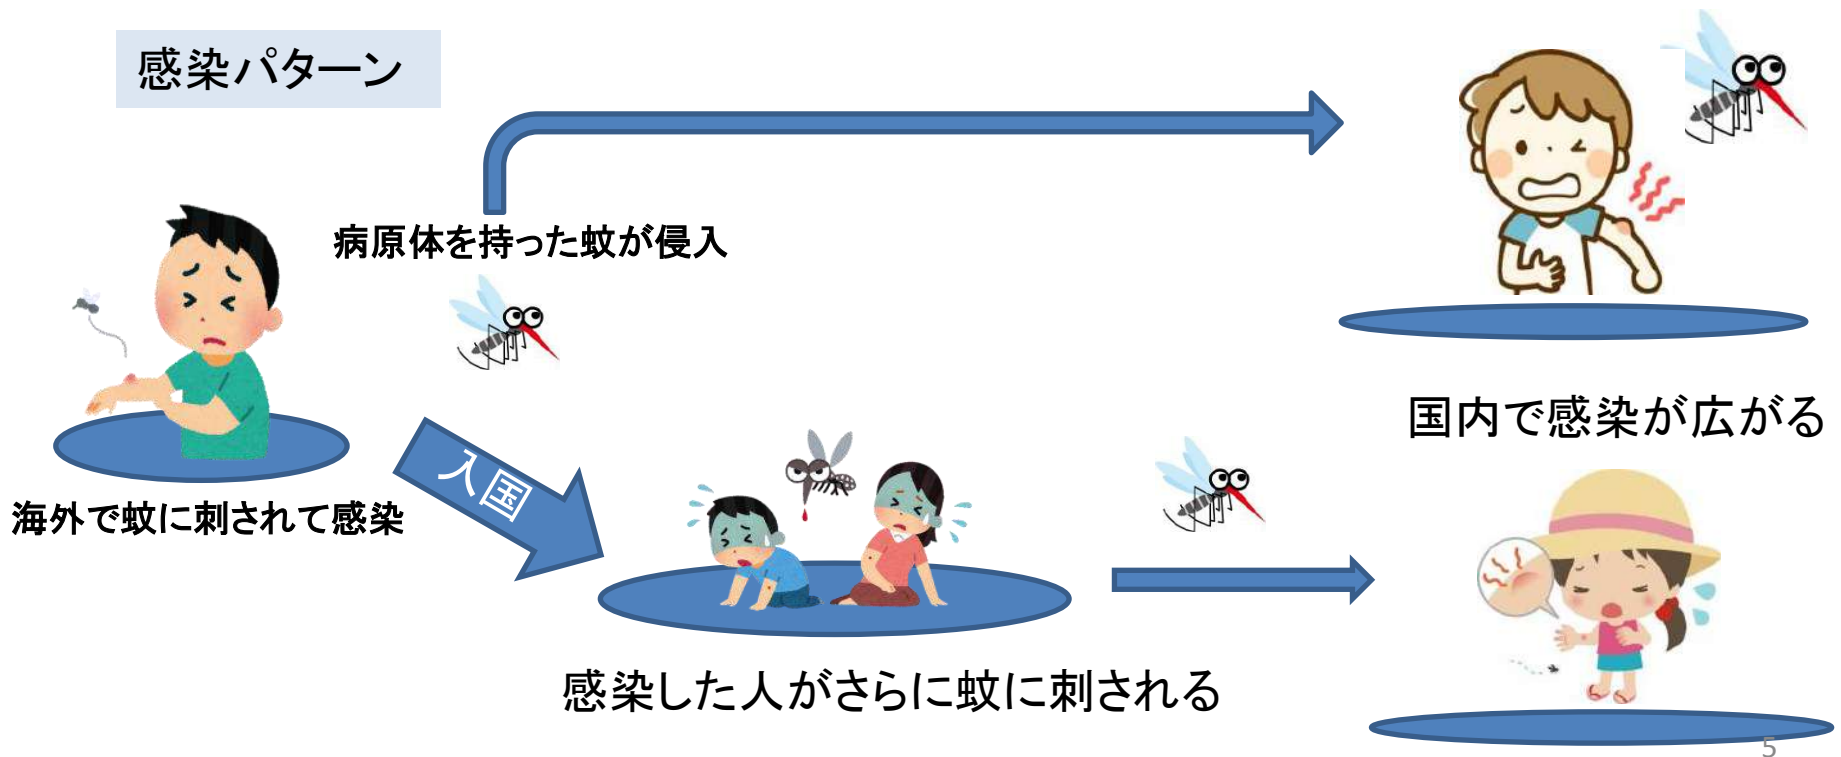 感染パターン
病原体を持った蚊が侵入
海外で蚊に刺されて感染
入国
国内で感染が広がる
感染した人がさらに蚊に刺される
5